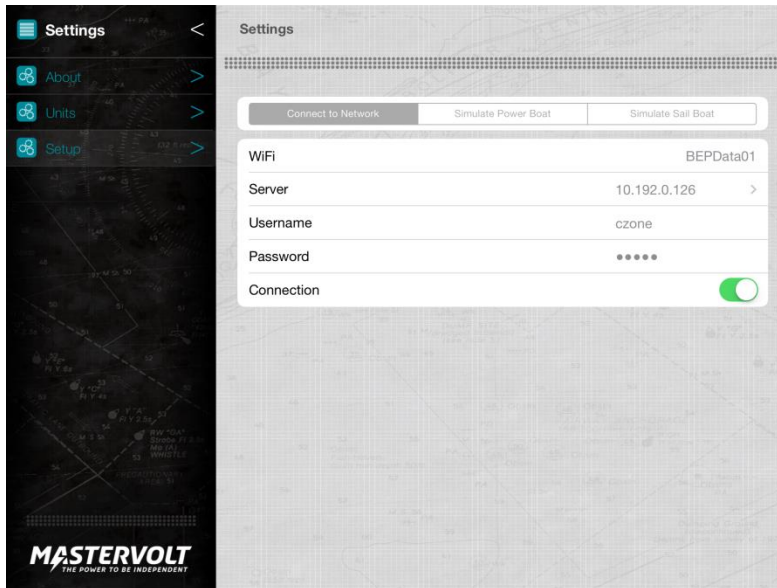 Settings <
About >
Units >
Setup >
MASTERVOLT
THE POWER TO BE INDEPENDENT
Settings
Connect to Network Simulate Power Boat Simulate Sail Boat
WiFi BEPData01
Server 10.192.0.126 >
Username czone
Password •••••
Connection